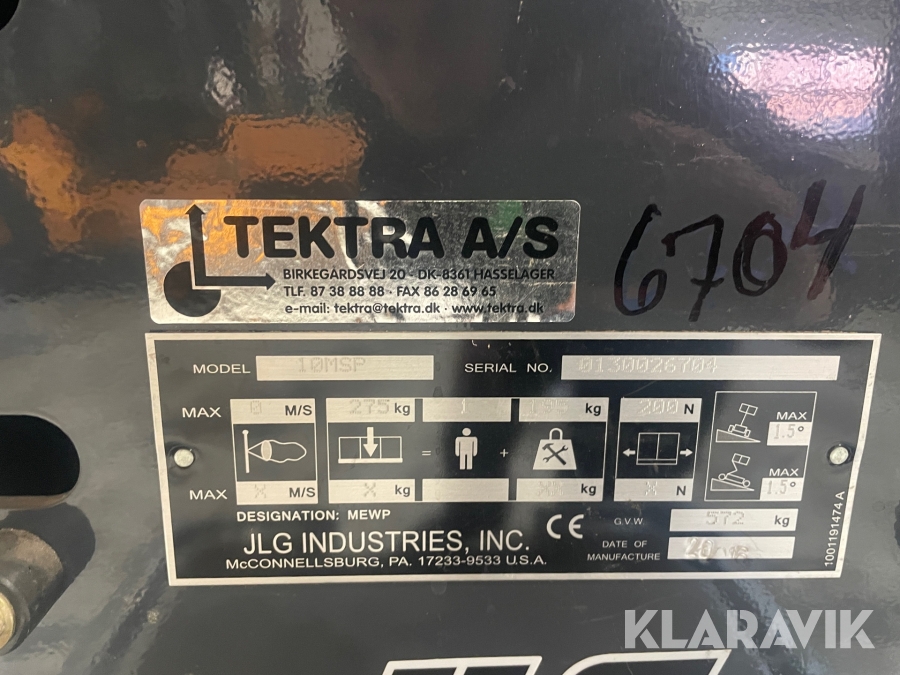 TEKTRA A/S
BIRKEGARDSVEJ 20 - DK-8361 HASSELAGER
TLF. 87 38 88 88 - FAX 86 28 69 65
e-mail: tektra@tektra.dk · www.tektra.dk
6704
MODEL 10MSP SERIAL NO. 0130026704
MAX 0 M/S 275 kg 1 kg 200 N
MAX 1.5°
= +
MAX X M/S X kg kg X N
MAX 1.5°
DESIGNATION: MEWP
CE
G.V.W. 572 kg
JLG INDUSTRIES, INC.
McCONNELLSBURG, PA. 17233-9533 U.S.A.
DATE OF MANUFACTURE
1001191474 A
KLARAVIK